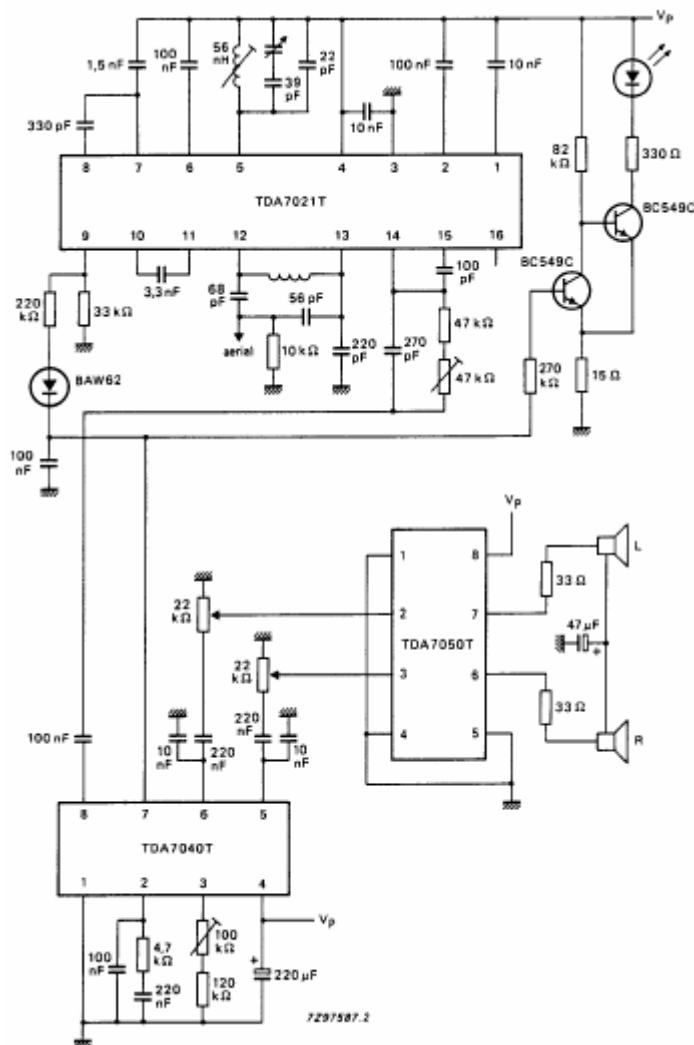 Vp
1,5 nF
100 nF
56 nH
39 pF
22 pF
10 nF
100 nF
10 nF
330 pF
82 kΩ
330 Ω
8 7 6 5 4 3 2 1
TDA7021T
9 10 11 12 13 14 15 16
BC549C
BC549C
3,3 nF
68 pF
56 pF
100 pF
220 kΩ
33 kΩ
aerial
10 kΩ
220 pF
270 pF
47 kΩ
47 kΩ
270 kΩ
15 Ω
BAW62
100 nF
Vp
1 8
2 7
TDA7050T
3 6
4 5
33 Ω
L
47 µF
+
33 Ω
R
22 kΩ
22 kΩ
220 nF
10 nF
100 nF
10 nF
220 nF
8 7 6 5
TDA7040T
1 2 3 4
Vp
100 nF
4,7 kΩ
220 nF
100 kΩ
120 kΩ
+
220 µF
7Z97587.2